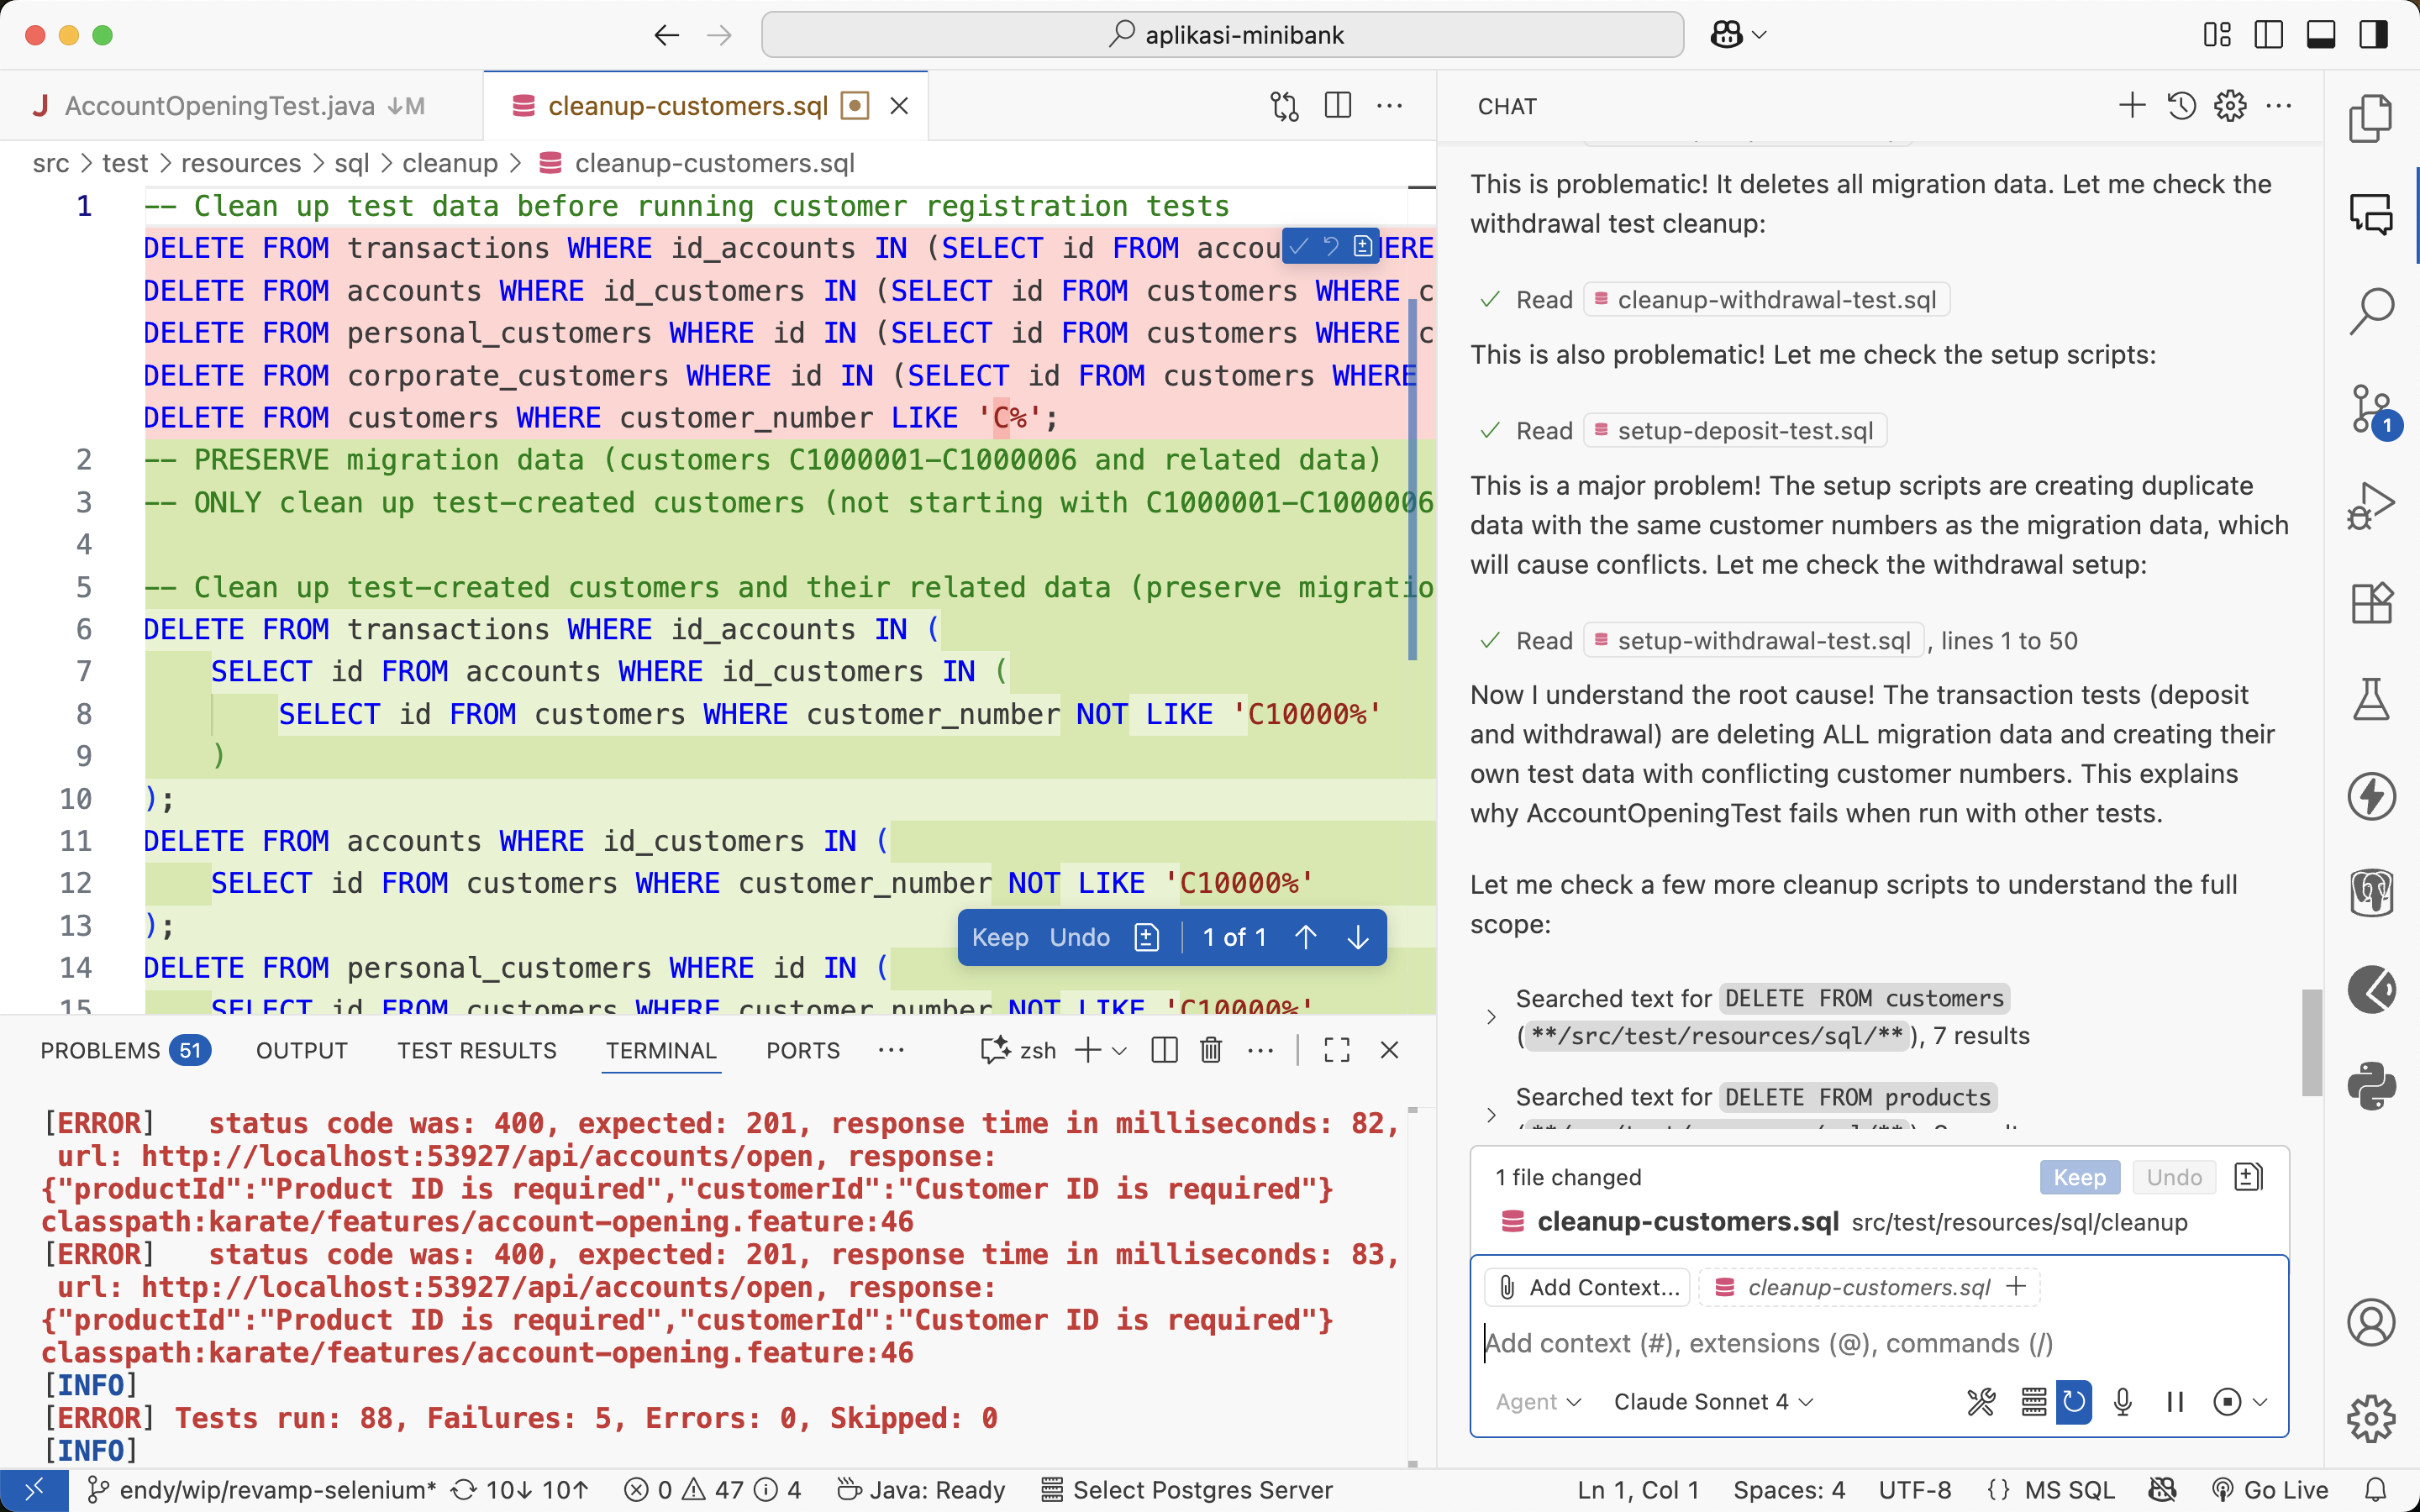 aplikasi-minibank
AccountOpeningTest.java ↓M
cleanup-customers.sql
CHAT
src > test > resources > sql > cleanup > cleanup-customers.sql
1 -- Clean up test data before running customer registration tests
DELETE FROM transactions WHERE id_accounts IN (SELECT id FROM accou ERE
DELETE FROM accounts WHERE id_customers IN (SELECT id FROM customers WHERE c
DELETE FROM personal_customers WHERE id IN (SELECT id FROM customers WHERE c
DELETE FROM corporate_customers WHERE id IN (SELECT id FROM customers WHERE
DELETE FROM customers WHERE customer_number LIKE 'C%';
2 -- PRESERVE migration data (customers C1000001-C1000006 and related data)
3 -- ONLY clean up test-created customers (not starting with C1000001-C1000006
4
5 -- Clean up test-created customers and their related data (preserve migratio
6 DELETE FROM transactions WHERE id_accounts IN (
7 SELECT id FROM accounts WHERE id_customers IN (
8 SELECT id FROM customers WHERE customer_number NOT LIKE 'C10000%'
9 )
10 );
11 DELETE FROM accounts WHERE id_customers IN (
12 SELECT id FROM customers WHERE customer_number NOT LIKE 'C10000%'
13 );
14 DELETE FROM personal_customers WHERE id IN (
15 SELECT id FROM customers WHERE customer_number NOT LIKE 'C10000%'
Keep Undo 1 of 1
PROBLEMS 51 OUTPUT TEST RESULTS TERMINAL PORTS ··· zsh
[ERROR] status code was: 400, expected: 201, response time in milliseconds: 82,
url: http://localhost:53927/api/accounts/open, response:
{"productId":"Product ID is required","customerId":"Customer ID is required"}
classpath:karate/features/account-opening.feature:46
[ERROR] status code was: 400, expected: 201, response time in milliseconds: 83,
url: http://localhost:53927/api/accounts/open, response:
{"productId":"Product ID is required","customerId":"Customer ID is required"}
classpath:karate/features/account-opening.feature:46
[INFO]
[ERROR] Tests run: 88, Failures: 5, Errors: 0, Skipped: 0
[INFO]
This is problematic! It deletes all migration data. Let me check the
withdrawal test cleanup:
Read cleanup-withdrawal-test.sql
This is also problematic! Let me check the setup scripts:
Read setup-deposit-test.sql
This is a major problem! The setup scripts are creating duplicate
data with the same customer numbers as the migration data, which
will cause conflicts. Let me check the withdrawal setup:
Read setup-withdrawal-test.sql, lines 1 to 50
Now I understand the root cause! The transaction tests (deposit
and withdrawal) are deleting ALL migration data and creating their
own test data with conflicting customer numbers. This explains
why AccountOpeningTest fails when run with other tests.
Let me check a few more cleanup scripts to understand the full
scope:
Searched text for DELETE FROM customers
(**/src/test/resources/sql/**), 7 results
Searched text for DELETE FROM products
1 file changed Keep Undo
cleanup-customers.sql src/test/resources/sql/cleanup
Add Context... cleanup-customers.sql +
Add context (#), extensions (@), commands (/)
Agent Claude Sonnet 4
1
endy/wip/revamp-selenium* 10↓ 10↑ 0 47 4 Java: Ready Select Postgres Server Ln 1, Col 1 Spaces: 4 UTF-8 {} MS SQL Go Live